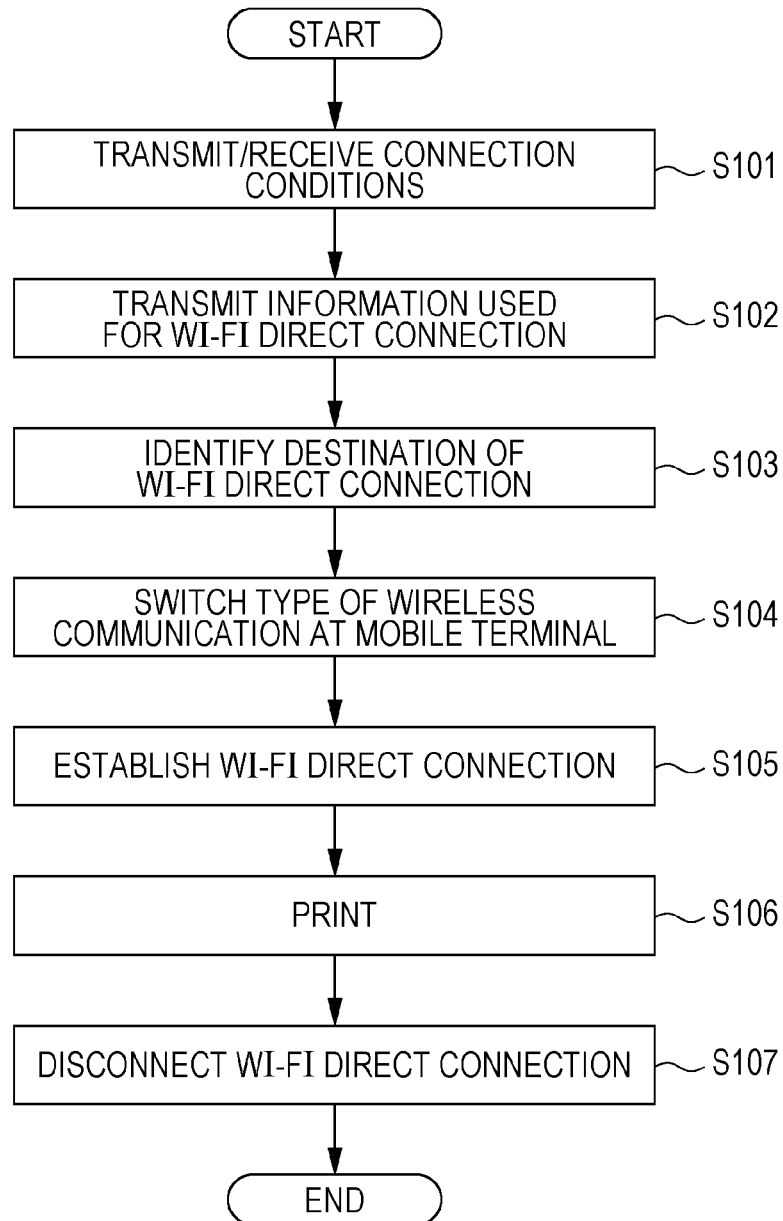 START
TRANSMIT/RECEIVE CONNECTION
CONDITIONS
S101
TRANSMIT INFORMATION USED
FOR WI-FI DIRECT CONNECTION
S102
IDENTIFY DESTINATION OF
WI-FI DIRECT CONNECTION
S103
SWITCH TYPE OF WIRELESS
COMMUNICATION AT MOBILE TERMINAL
S104
ESTABLISH WI-FI DIRECT CONNECTION
S105
PRINT
S106
DISCONNECT WI-FI DIRECT CONNECTION
S107
END